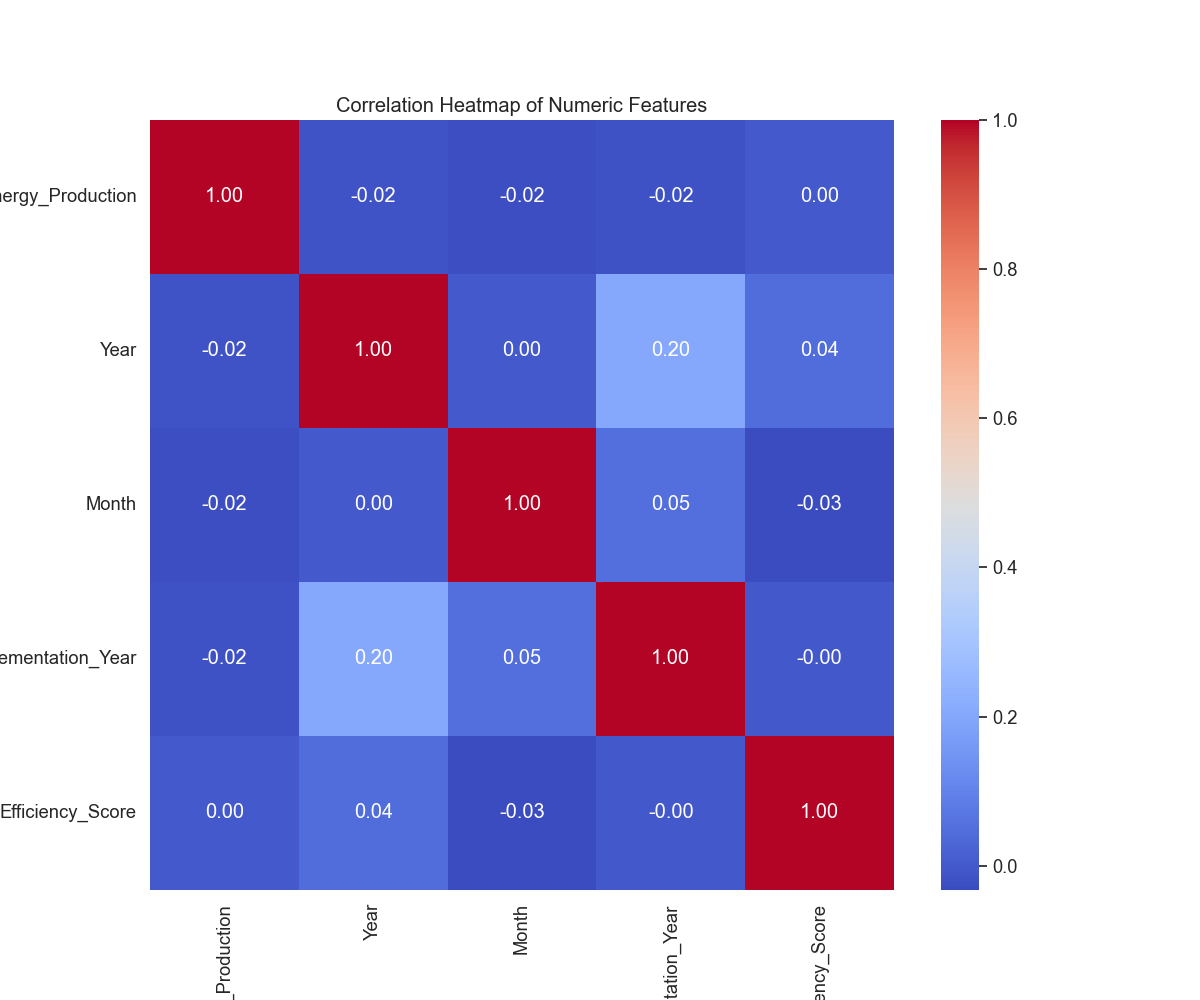 Correlation Heatmap of Numeric Features
1.0
nergy_Production 1.00 -0.02 -0.02 -0.02 0.00
0.8
Year -0.02 1.00 0.00 0.20 0.04
0.6
Month -0.02 0.00 1.00 0.05 -0.03
0.4
ementation_Year -0.02 0.20 0.05 1.00 -0.00
0.2
Efficiency_Score 0.00 0.04 -0.03 -0.00 1.00
0.0
_Production
Year
Month
tation_Year
ency_Score